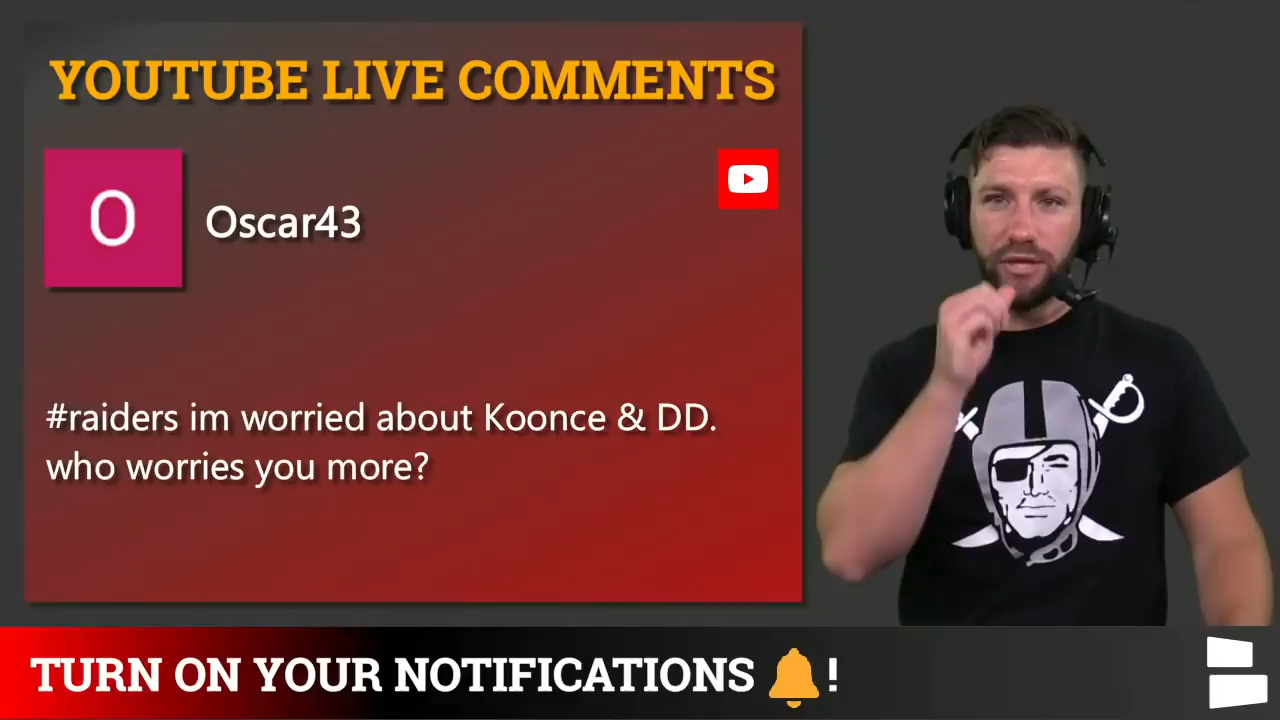 YOUTUBE LIVE COMMENTS
O
Oscar43
#raiders im worried about Koonce & DD.
who worries you more?
TURN ON YOUR NOTIFICATIONS 🔔!